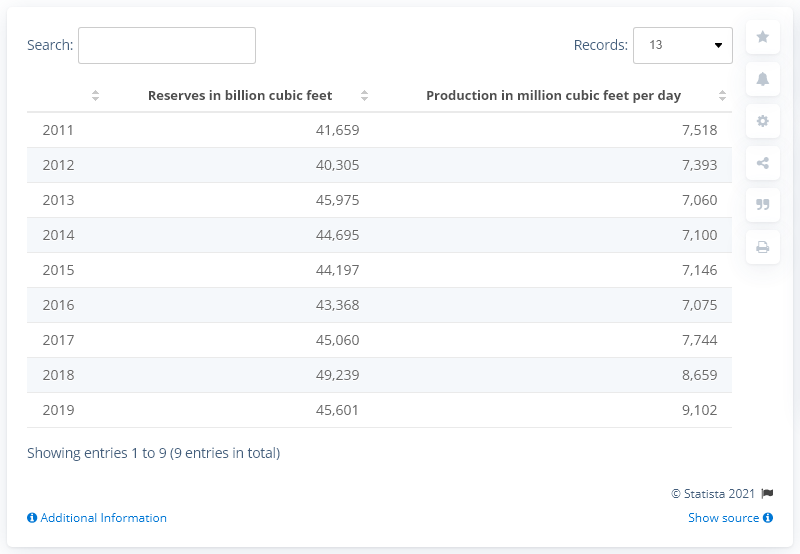 Search: Records: 13
Reserves in billion cubic feet Production in million cubic feet per day
2011 41,659 7,518
2012 40,305 7,393
2013 45,975 7,060
2014 44,695 7,100
2015 44,197 7,146
2016 43,368 7,075
2017 45,060 7,744
2018 49,239 8,659
2019 45,601 9,102
Showing entries 1 to 9 (9 entries in total)
© Statista 2021
Additional Information Show source